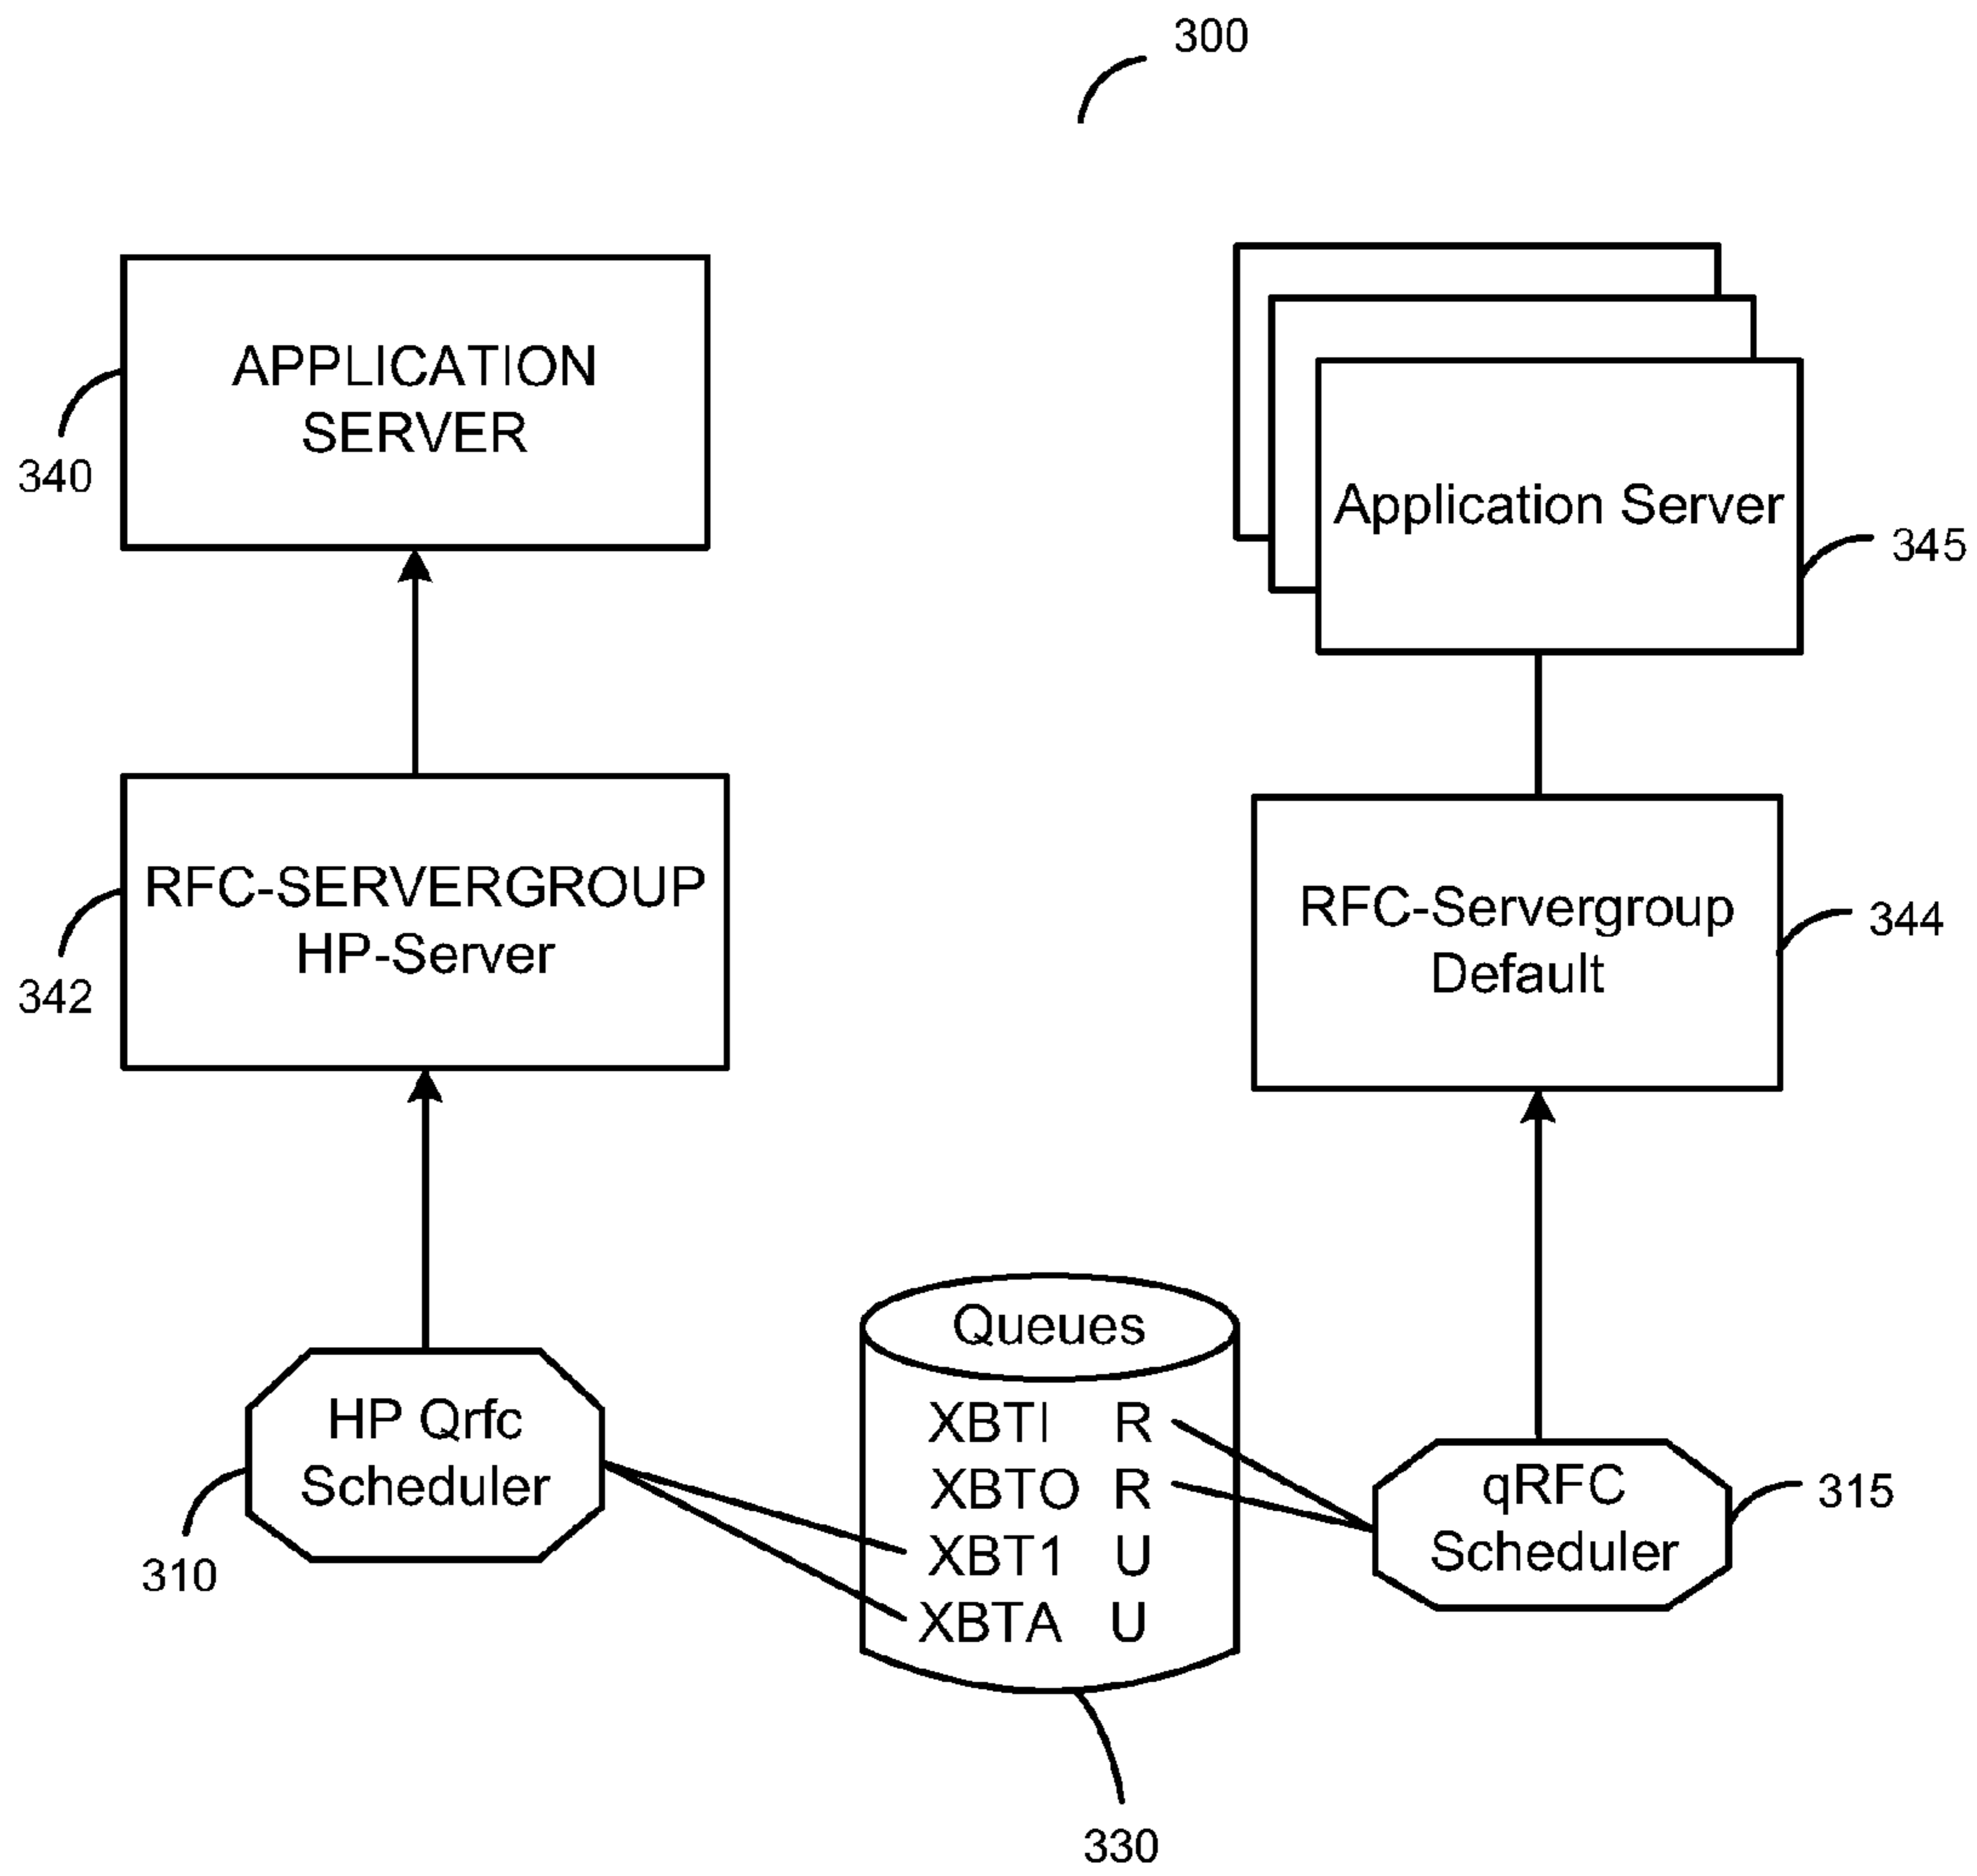 300
APPLICATION
SERVER
340
Application Server
345
RFC-SERVERGROUP
HP-Server
342
RFC-Servergroup
Default
344
Queues
HP Qrfc
Scheduler
310
XBTI R
XBTO R
XBT1 U
XBTA U
qRFC
Scheduler
315
330